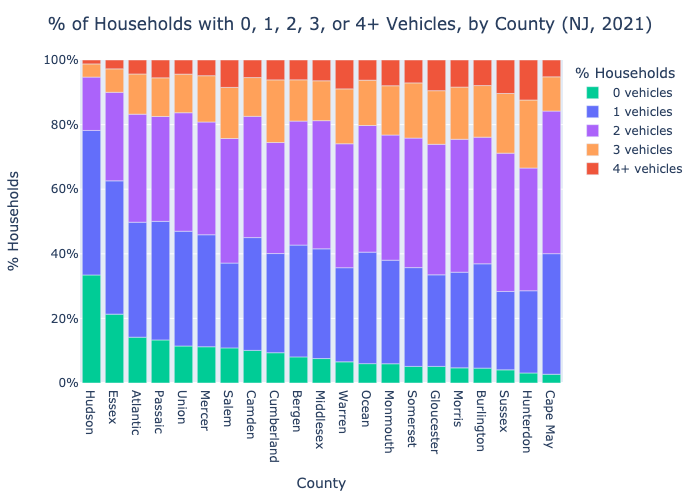 % of Households with 0, 1, 2, 3, or 4+ Vehicles, by County (NJ, 2021)
% Households
0 vehicles
1 vehicles
2 vehicles
3 vehicles
4+ vehicles
% Households
100%
80%
60%
40%
20%
0%
Hudson
Essex
Atlantic
Passaic
Union
Mercer
Salem
Camden
Cumberland
Bergen
Middlesex
Warren
Ocean
Monmouth
Somerset
Gloucester
Morris
Burlington
Sussex
Hunterdon
Cape May
County